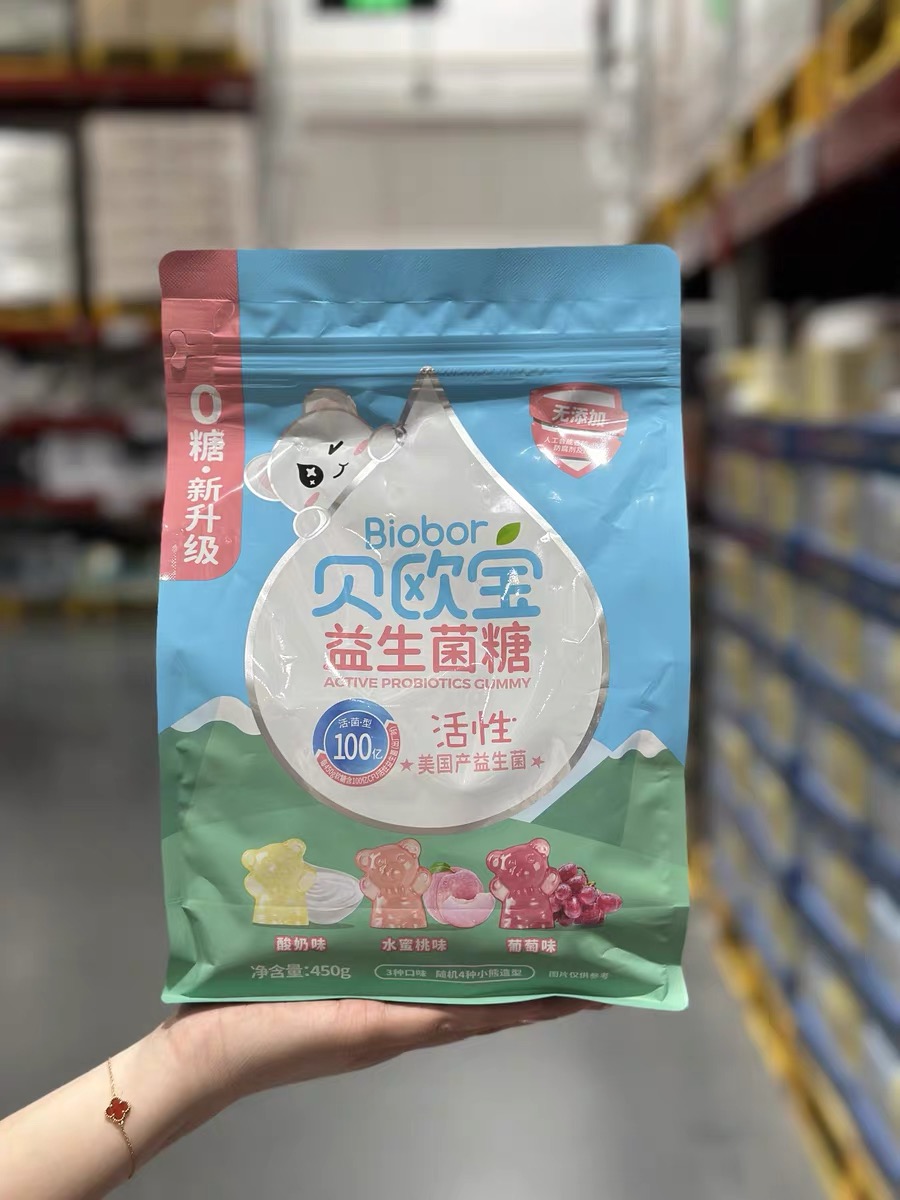 0糖·新升级
无添加
Biobor
贝欧宝
益生菌糖
ACTIVE PROBIOTICS GUMMY
活·菌·型
100亿
活性
★美国产益生菌★
酸奶味
水蜜桃味
葡萄味
净含量:450g
3种口味 随机4种小熊造型
图片仅供参考